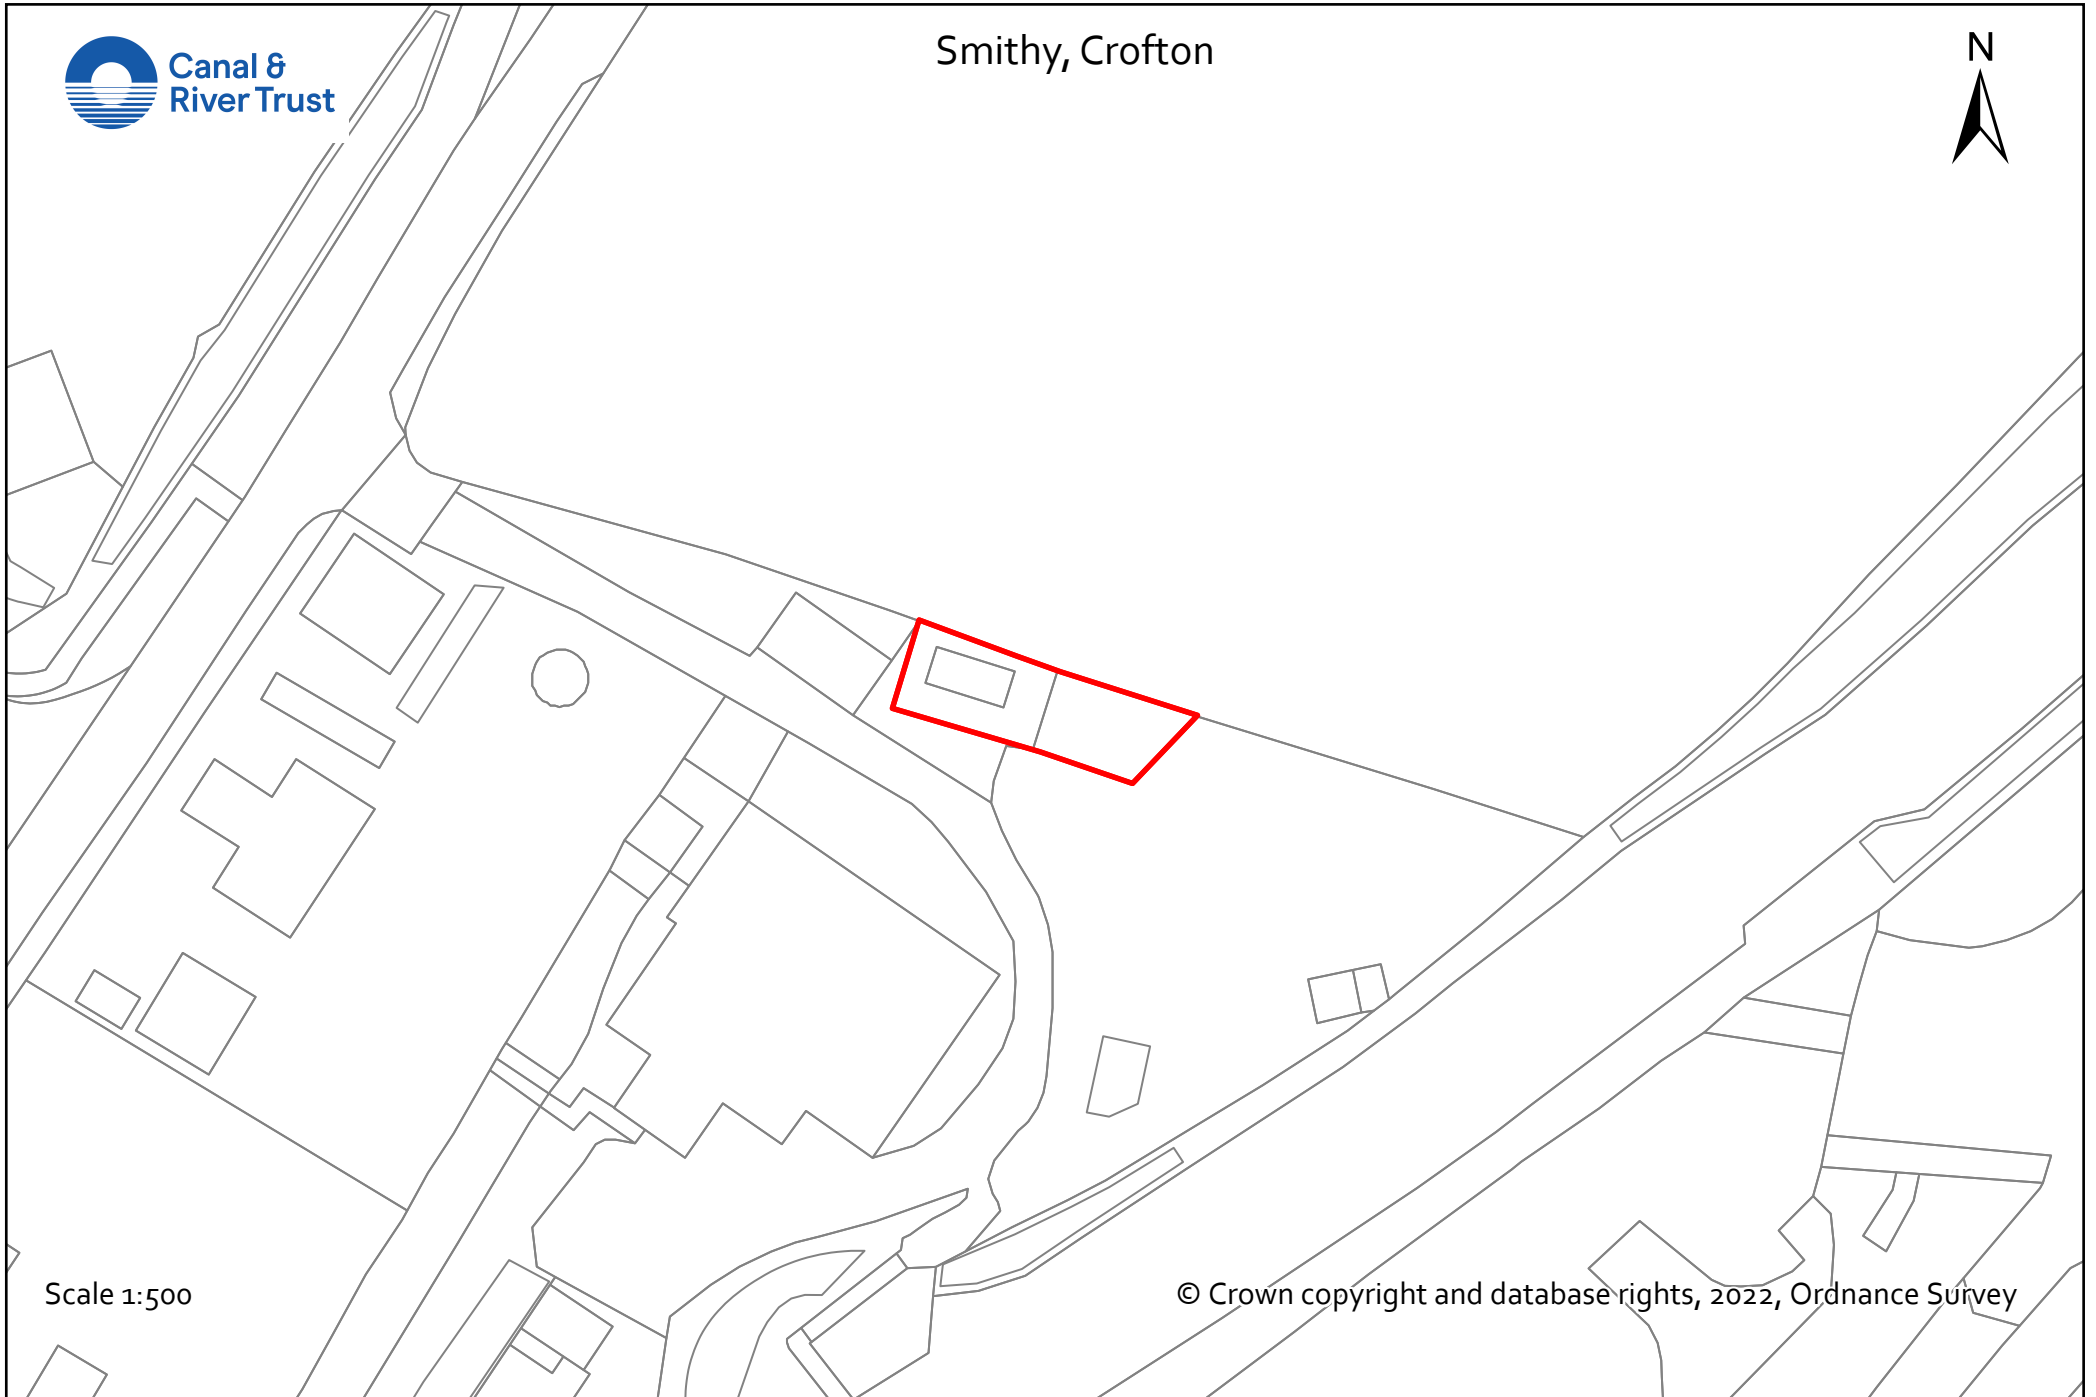 Canal &
River Trust
Smithy, Crofton
N
Scale 1:500
© Crown copyright and database rights, 2022, Ordnance Survey